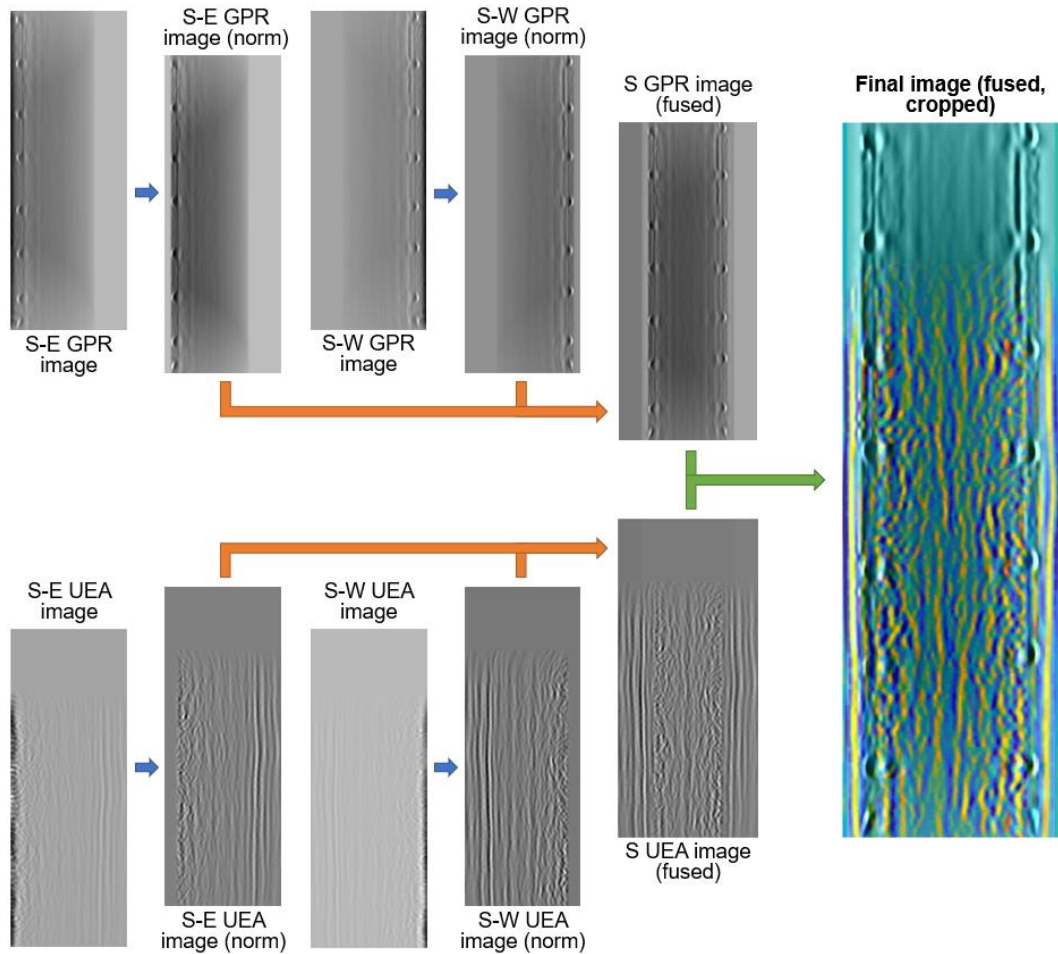 S-E GPR
image (norm)
S-W GPR
image (norm)
S GPR image
(fused)
Final image (fused,
cropped)
S-E GPR
image
S-W GPR
image
S-E UEA
image
S-W UEA
image
S UEA image
(fused)
S-E UEA
image (norm)
S-W UEA
image (norm)